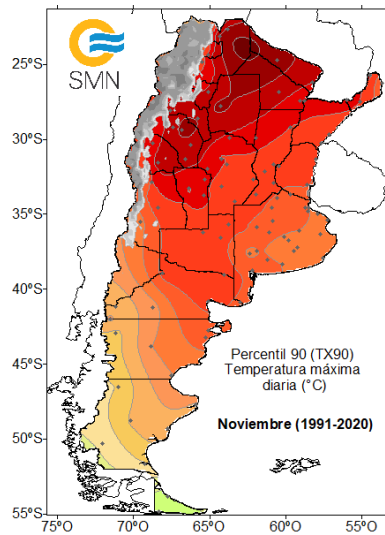 SMN
25°S
30°S
35°S
40°S
45°S
50°S
55°S
75°O
70°O
65°O
60°O
55°O
Percentil 90 (TX90)
Temperatura máxima
diaria (°C)
Noviembre (1991-2020)